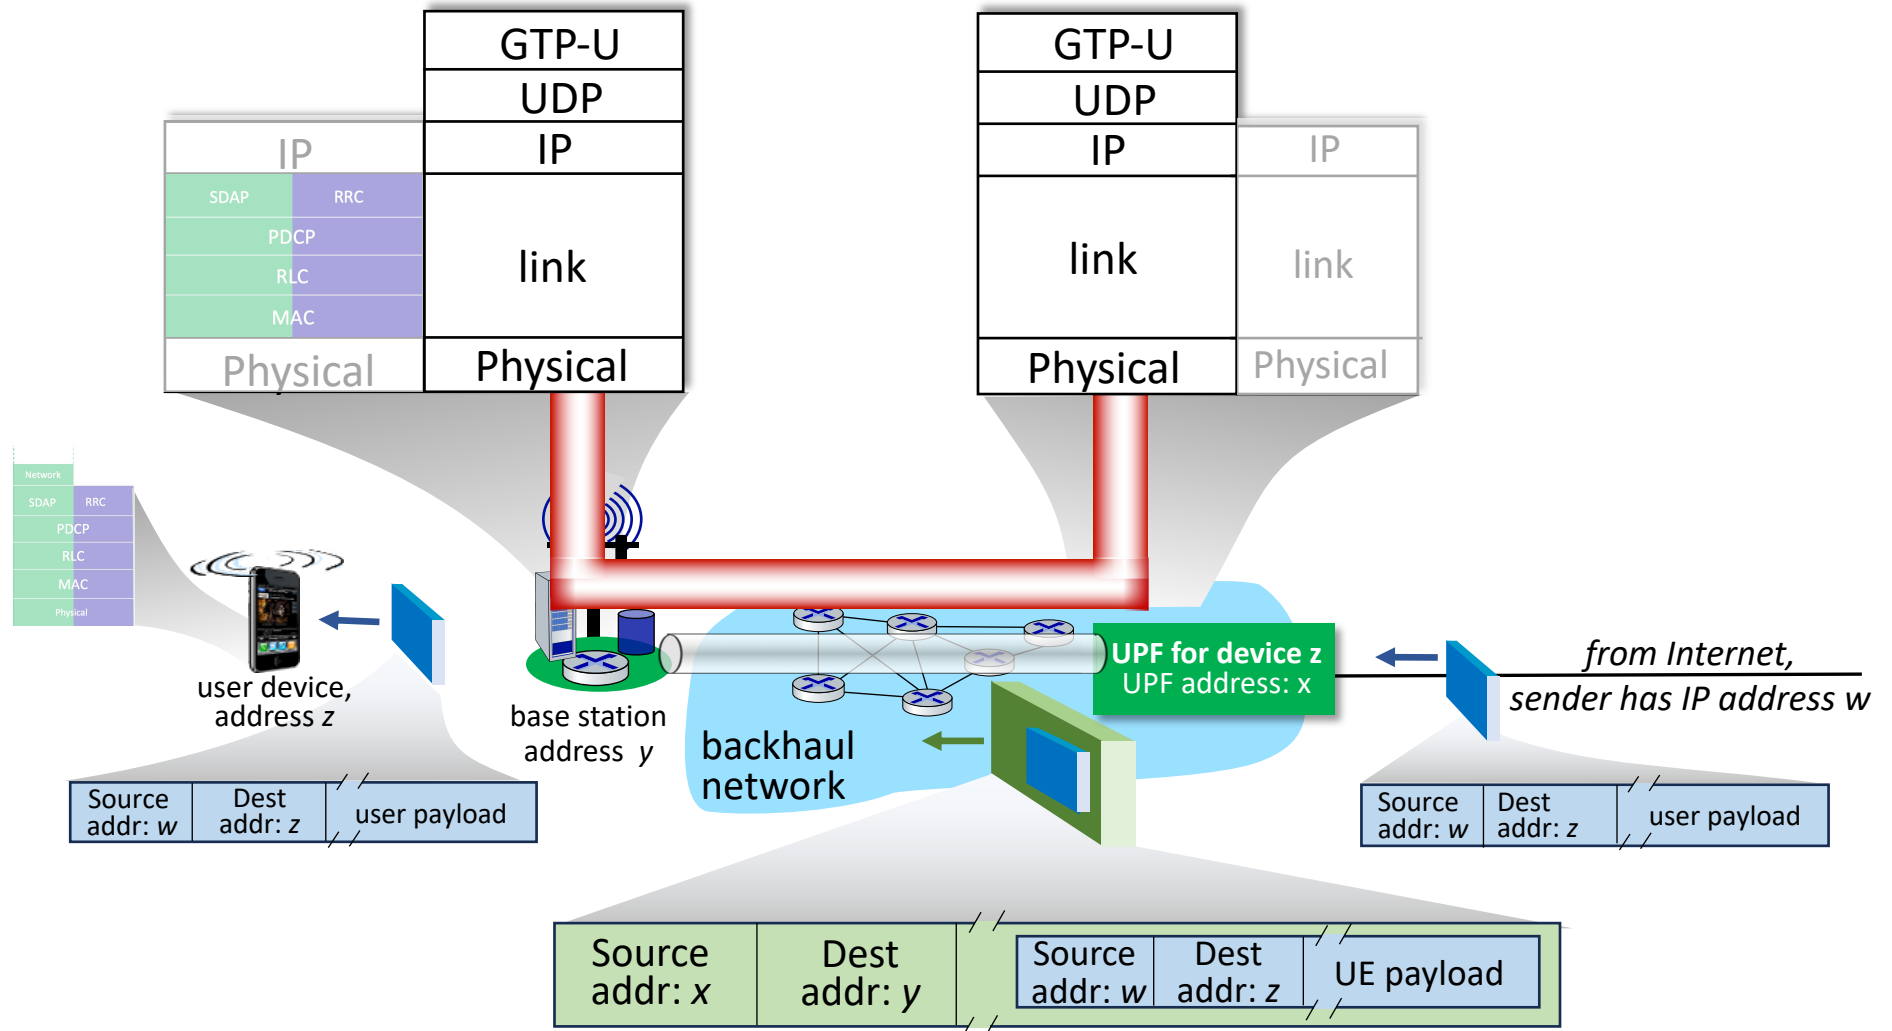 GTP-U
UDP
IP
link
Physical
IP
SDAP
RRC
PDCP
RLC
MAC
Physical
GTP-U
UDP
IP
link
Physical
IP
link
Physical
Network
SDAP
RRC
PDCP
RLC
MAC
Physical
user device,
address z
base station
address y
backhaul
network
UPF for device z
UPF address: x
from Internet,
sender has IP address w
Source
addr: w
Dest
addr: z
user payload
Source
addr: w
Dest
addr: z
user payload
Source
addr: x
Dest
addr: y
Source
addr: w
Dest
addr: z
UE payload